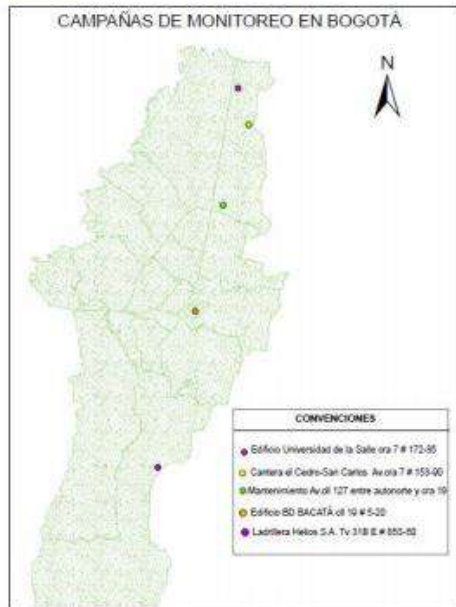 CAMPAÑAS DE MONITOREO EN BOGOTÁ
N
CONVENCIONES
Edificio Universidad de la Salle cra 7 # 172-85
Cantera el Cedro-San Carlos Av.cra 7 # 153-90
Mantenimiento Av.cll 127 entre autonorte y cra 19
Edificio BD BACATÁ cll 19 # 5-20
Ladrillera Helios S.A. Tv 31B E #